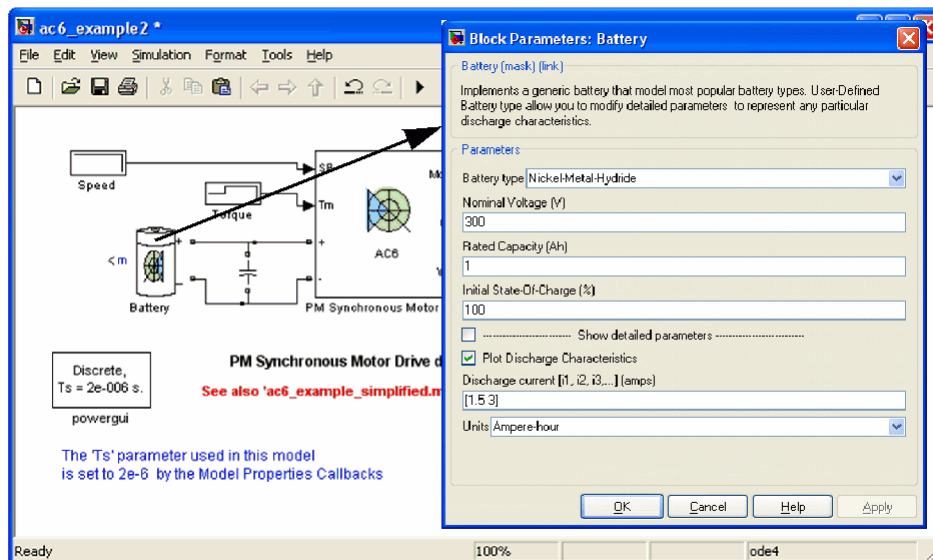 ac6_example2 *
File Edit View Simulation Format Tools Help
Speed
Torque
SP
Tm
+
-
AC6
+
-
< m
Battery
PM Synchronous Motor
Discrete,
Ts = 2e-006 s.
powergui
PM Synchronous Motor Drive d
See also 'ac6_example_simplified.m
The 'Ts' parameter used in this model
is set to 2e-6 by the Model Properties Callbacks
Ready
100%
ode4
Block Parameters: Battery
Battery (mask) (link)
Implements a generic battery that model most popular battery types. User-Defined
Battery type allow you to modify detailed parameters to represent any particular
discharge characteristics.
Parameters
Battery type Nickel-Metal-Hydride
Nominal Voltage (V)
300
Rated Capacity (Ah)
1
Initial State-Of-Charge (%)
100
-------------------------- Show detailed parameters --------------------------
Plot Discharge Characteristics
Discharge current [i1, i2, i3,...] (amps)
[1.5 3]
Units Ampere-hour
OK Cancel Help Apply